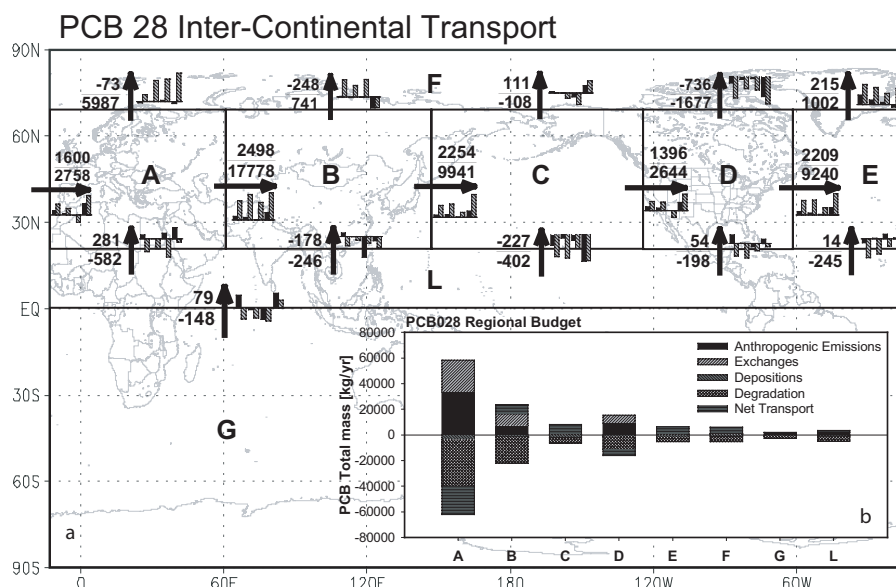 PCB 28 Inter-Continental Transport
90N
60N
30N
EQ
30S
60S
90S
-73
5987
-248
741
F
111
-108
-736
-1677
215
1002
1600
2758
A
2498
17778
B
2254
9941
C
1396
2644
D
2209
9240
E
281
-582
-178
-246
-227
-402
54
-198
14
-245
L
79
-148
G
a
PCB028 Regional Budget
PCB Total mass [kg/yr]
80000
60000
40000
20000
0
-20000
-40000
-60000
-80000
Anthropogenic Emissions
Exchanges
Depositions
Degradation
Net Transport
b
A B C D E F G L
0 60E 120E 180 120W 60W